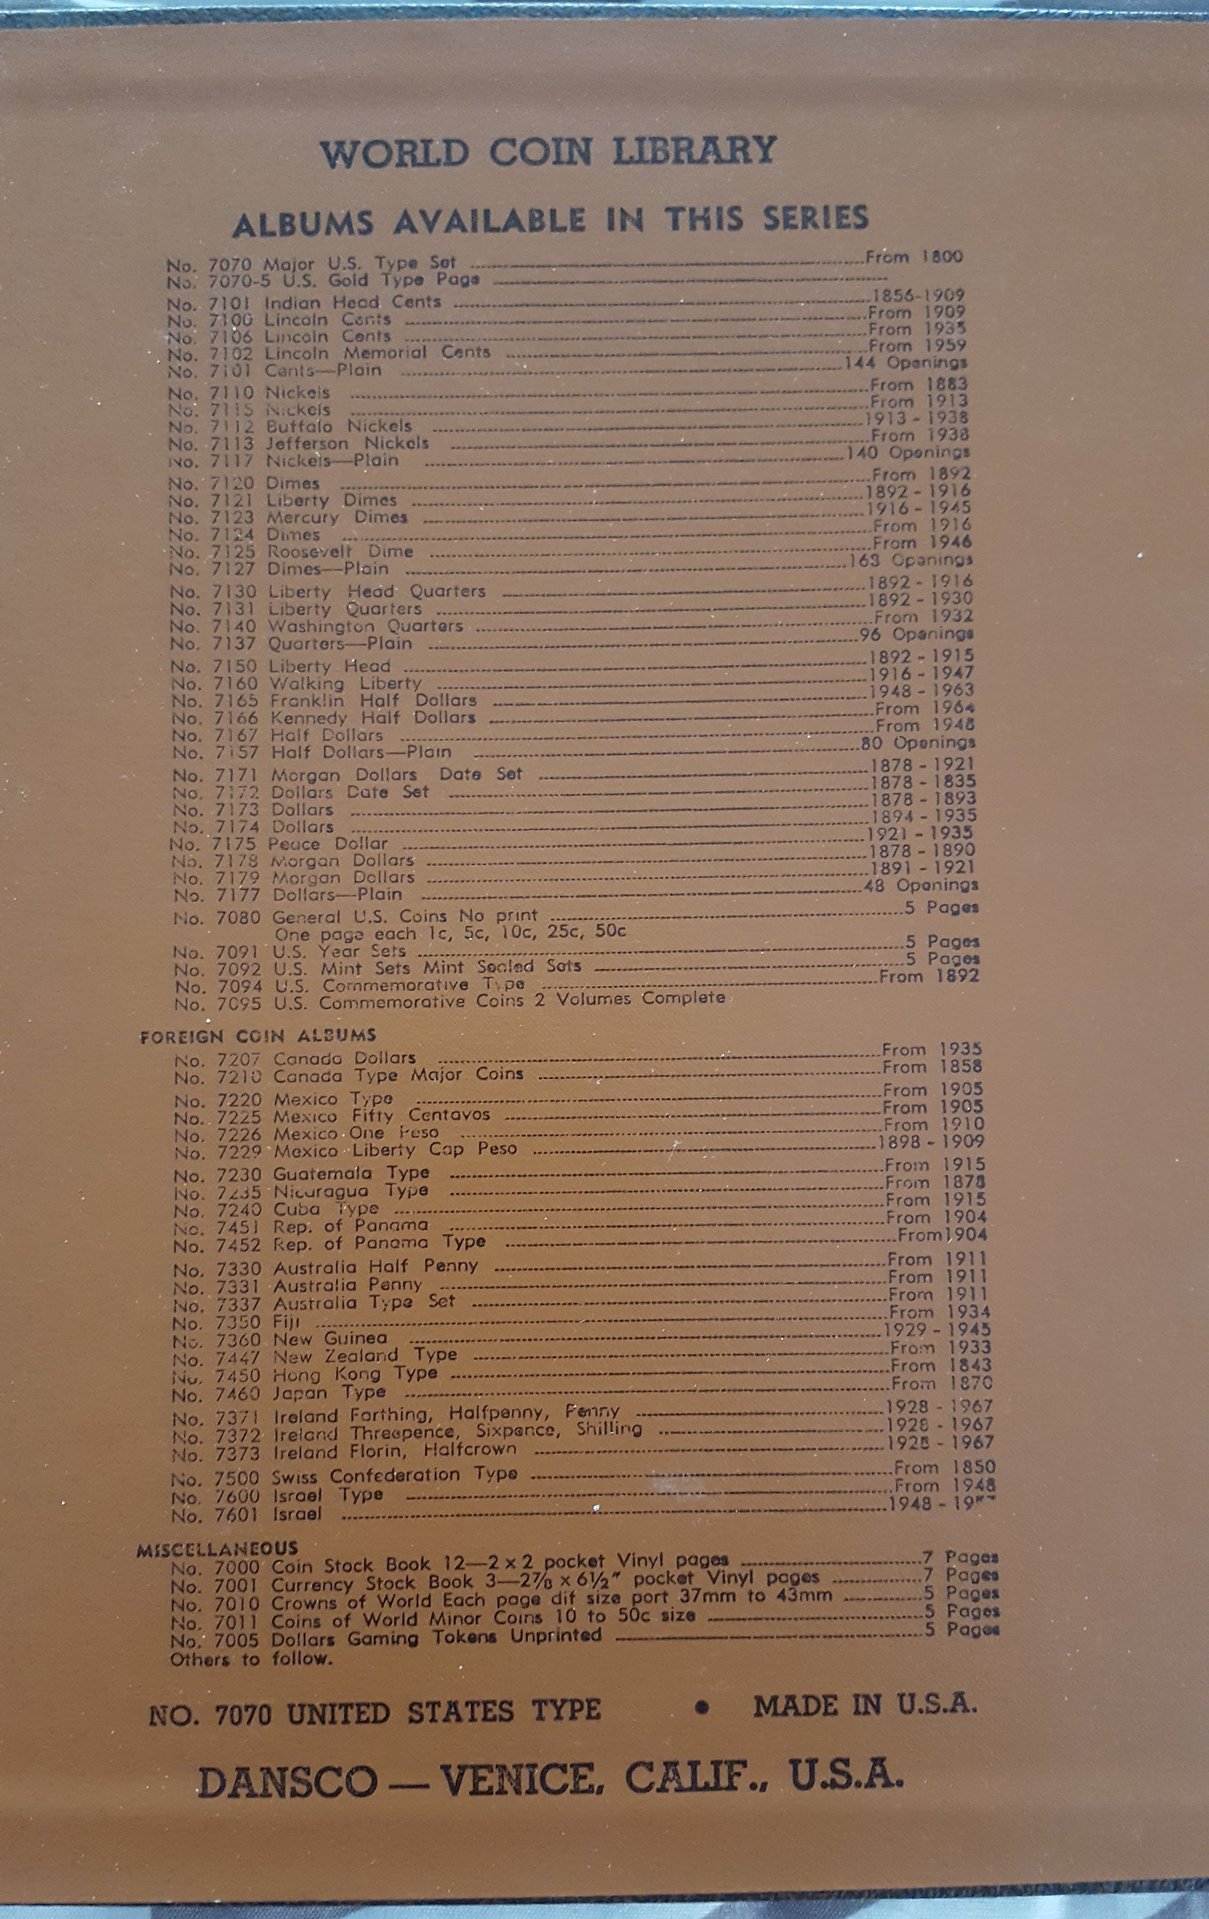 WORLD COIN LIBRARY
ALBUMS AVAILABLE IN THIS SERIES
No. 7070 Major U.S. Type Set From 1800
No. 7070-5 U.S. Gold Type Page
No. 7101 Indian Head Cents 1856-1909
No. 7100 Lincoln Cents From 1909
No. 7106 Lincoln Cents From 1935
No. 7102 Lincoln Memorial Cents From 1959
No. 7101 Cents—Plain 144 Openings
No. 7110 Nickels From 1883
No. 7115 Nickels From 1913
No. 7112 Buffalo Nickels 1913 - 1938
No. 7113 Jefferson Nickels From 1938
No. 7117 Nickels—Plain 140 Openings
No. 7120 Dimes From 1892
No. 7121 Liberty Dimes 1892 - 1916
No. 7123 Mercury Dimes 1916 - 1945
No. 7124 Dimes From 1916
No. 7125 Roosevelt Dime From 1946
No. 7127 Dimes—Plain 163 Openings
No. 7130 Liberty Head Quarters 1892 - 1916
No. 7131 Liberty Quarters 1892 - 1930
No. 7140 Washington Quarters From 1932
No. 7137 Quarters—Plain 96 Openings
No. 7150 Liberty Head 1892 - 1915
No. 7160 Walking Liberty 1916 - 1947
No. 7165 Franklin Half Dollars 1948 - 1963
No. 7166 Kennedy Half Dollars From 1964
No. 7167 Half Dollars From 1948
No. 7157 Half Dollars—Plain 80 Openings
No. 7171 Morgan Dollars Date Set 1878 - 1921
No. 7172 Dollars Date Set 1878 - 1835
No. 7173 Dollars 1878 - 1893
No. 7174 Dollars 1894 - 1935
No. 7175 Peace Dollar 1921 - 1935
No. 7178 Morgan Dollars 1878 - 1890
No. 7179 Morgan Dollars 1891 - 1921
No. 7177 Dollars—Plain 48 Openings
No. 7080 General U.S. Coins No print 5 Pages
One page each 1c, 5c, 10c, 25c, 50c
No. 7091 U.S. Year Sets 5 Pages
No. 7092 U.S. Mint Sets Mint Sealed Sets 5 Pages
No. 7094 U.S. Commemorative Type From 1892
No. 7095 U.S. Commemorative Coins 2 Volumes Complete
FOREIGN COIN ALBUMS
No. 7207 Canada Dollars From 1935
No. 7210 Canada Type Major Coins From 1858
No. 7220 Mexico Type From 1905
No. 7225 Mexico Fifty Centavos From 1905
No. 7226 Mexico One Peso From 1910
No. 7229 Mexico Liberty Cap Peso 1898 - 1909
No. 7230 Guatemala Type From 1915
No. 7235 Nicaragua Type From 1878
No. 7240 Cuba Type From 1915
No. 7451 Rep. of Panama From 1904
No. 7452 Rep. of Panama Type From 1904
No. 7330 Australia Half Penny From 1911
No. 7331 Australia Penny From 1911
No. 7337 Australia Type Set From 1911
No. 7350 Fiji From 1934
No. 7360 New Guinea 1929 - 1945
No. 7447 New Zealand Type From 1933
No. 7450 Hong Kong Type From 1843
No. 7460 Japan Type From 1870
No. 7371 Ireland Farthing, Halfpenny, Penny 1928 - 1967
No. 7372 Ireland Threepence, Sixpence, Shilling 1928 - 1967
No. 7373 Ireland Florin, Halfcrown 1928 - 1967
No. 7500 Swiss Confederation Type From 1850
No. 7600 Israel Type From 1948
No. 7601 Israel 1948 -
MISCELLANEOUS
No. 7000 Coin Stock Book 12—2 x 2 pocket Vinyl pages 7 Pages
No. 7001 Currency Stock Book 3—2⅞ x 6½" pocket Vinyl pages 7 Pages
No. 7010 Crowns of World Each page dif size port 37mm to 43mm 5 Pages
No. 7011 Coins of World Minor Coins 10 to 50c size 5 Pages
No. 7005 Dollars Gaming Tokens Unprinted 5 Pages
Others to follow.
NO. 7070 UNITED STATES TYPE • MADE IN U.S.A.
DANSCO — VENICE, CALIF., U.S.A.